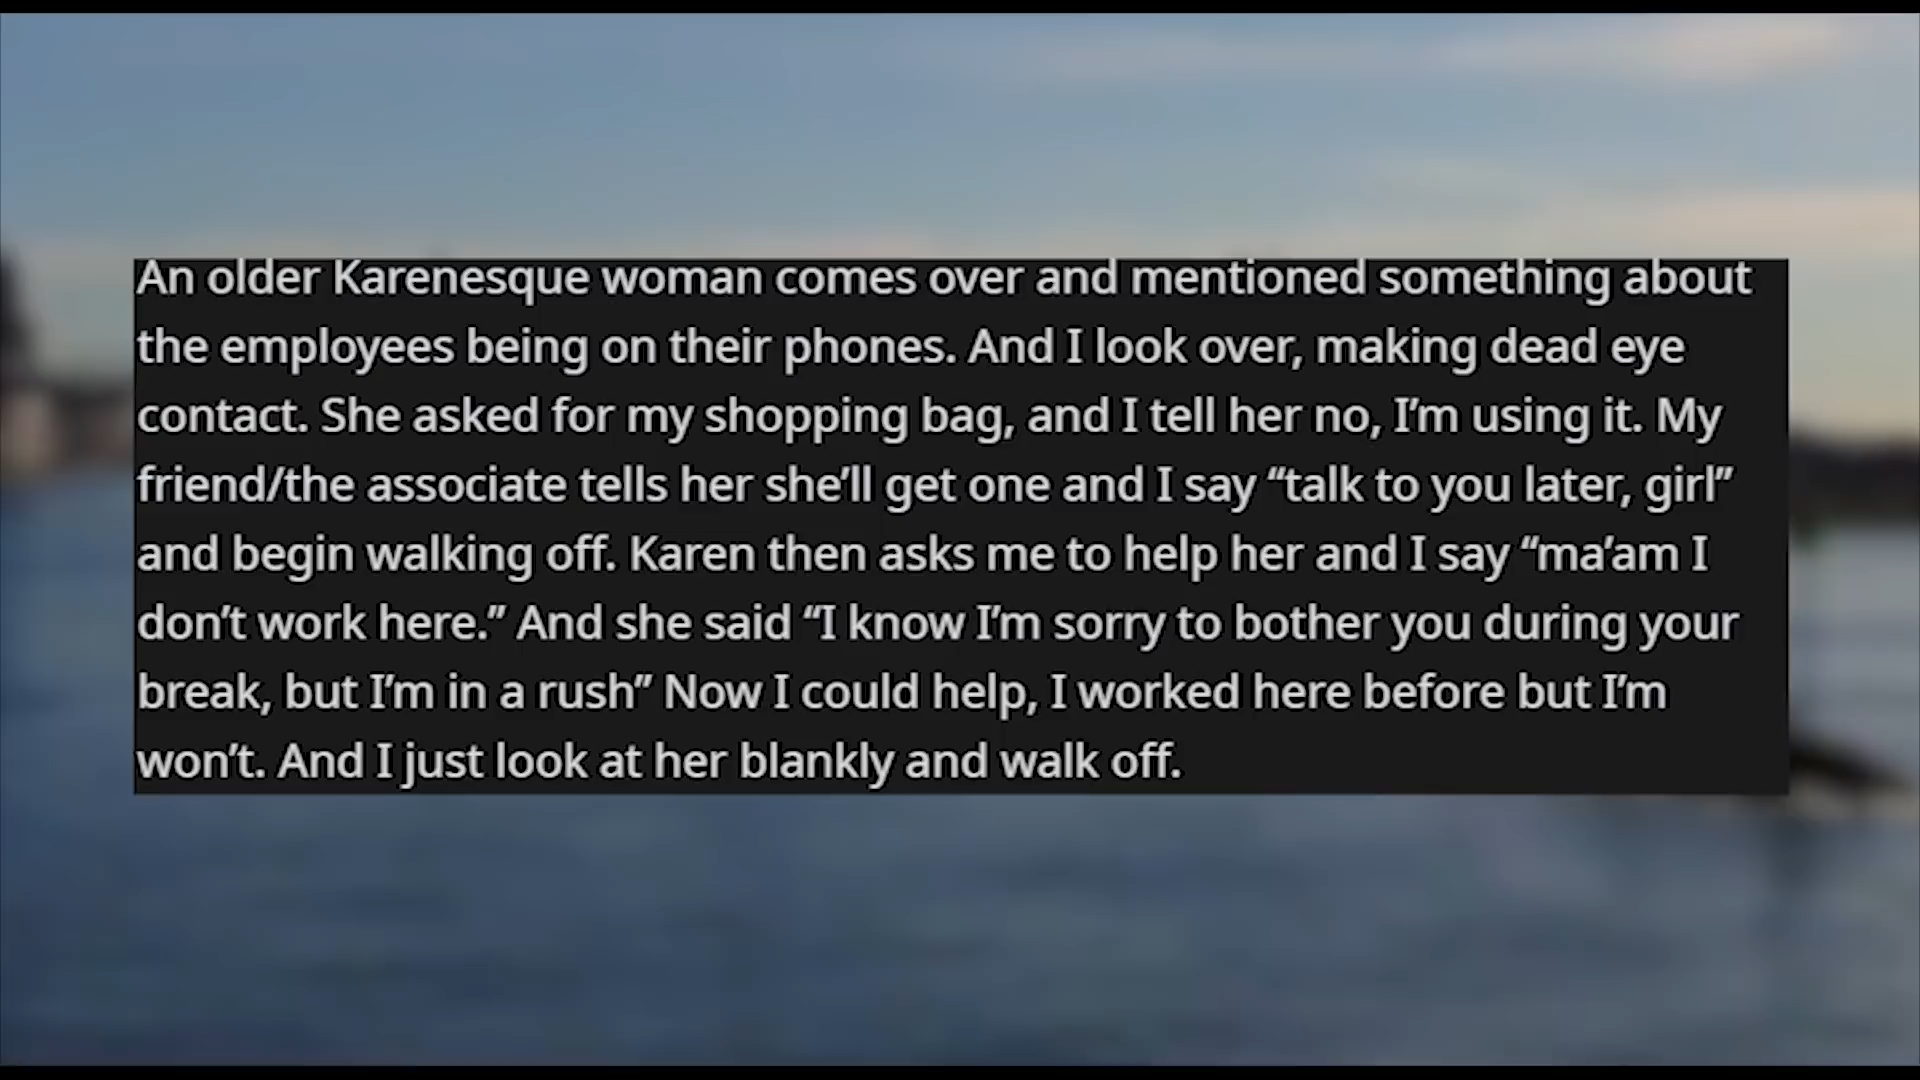 An older Karenesque woman comes over and mentioned something about
the employees being on their phones. And I look over, making dead eye
contact. She asked for my shopping bag, and I tell her no, I’m using it. My
friend/the associate tells her she’ll get one and I say “talk to you later, girl”
and begin walking off. Karen then asks me to help her and I say “ma’am I
don’t work here.” And she said “I know I’m sorry to bother you during your
break, but I’m in a rush” Now I could help, I worked here before but I’m
won’t. And I just look at her blankly and walk off.